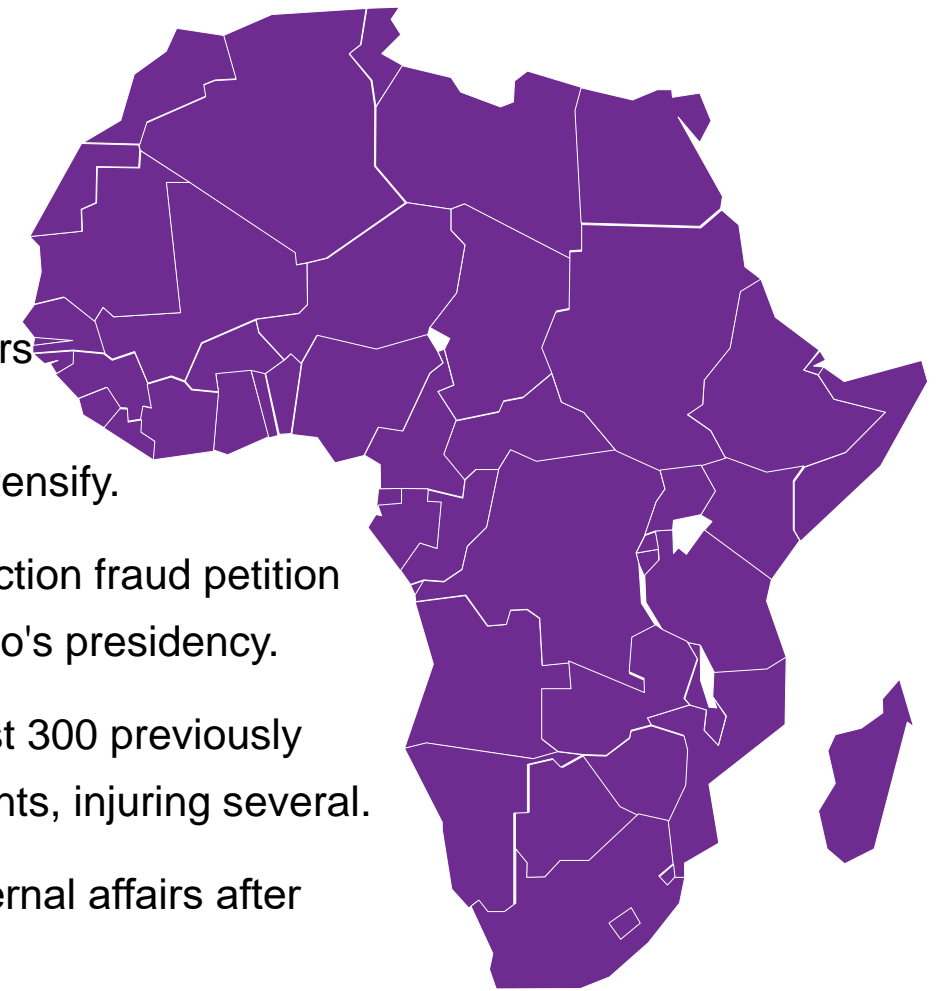 rs
ensify.
ction fraud petition
o's presidency.
st 300 previously
nts, injuring several.
ernal affairs after